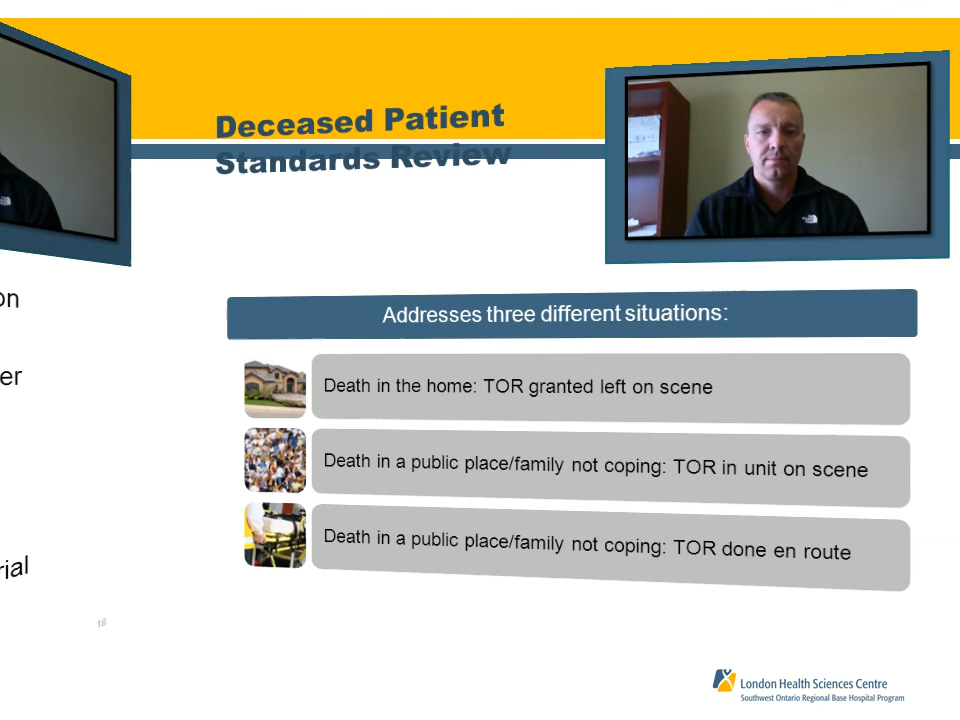 Deceased Patient
Standards Review
on
er
rial
Addresses three different situations:
Death in the home: TOR granted left on scene
Death in a public place/family not coping: TOR in unit on scene
Death in a public place/family not coping: TOR done en route
18
London Health Sciences Centre
Southwest Ontario Regional Base Hospital Program